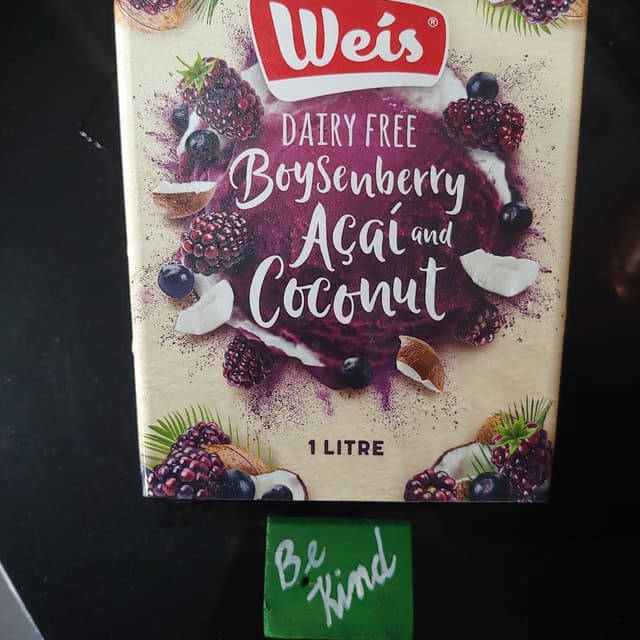 Weis®
DAIRY FREE
Boysenberry
Açaí and
Coconut
1 LITRE
Be
Kind